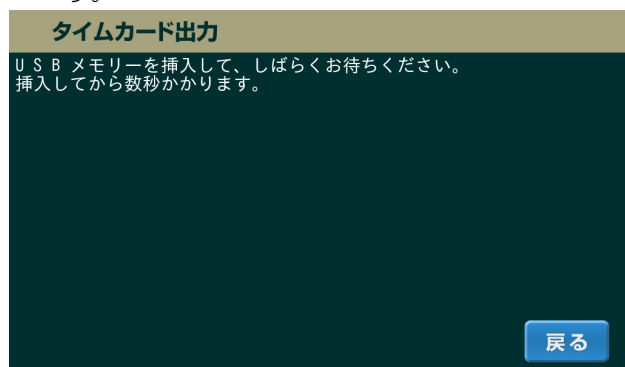 す。
タイムカード出力
ＵＳＢメモリーを挿入して、しばらくお待ちください。
挿入してから数秒かかります。
戻る